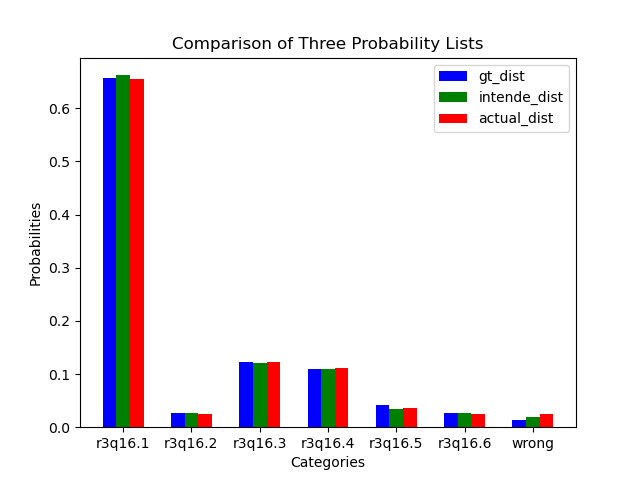 Comparison of Three Probability Lists
gt_dist
intende_dist
actual_dist
Probabilities
0.6
0.5
0.4
0.3
0.2
0.1
0.0
r3q16.1 r3q16.2 r3q16.3 r3q16.4 r3q16.5 r3q16.6 wrong
Categories